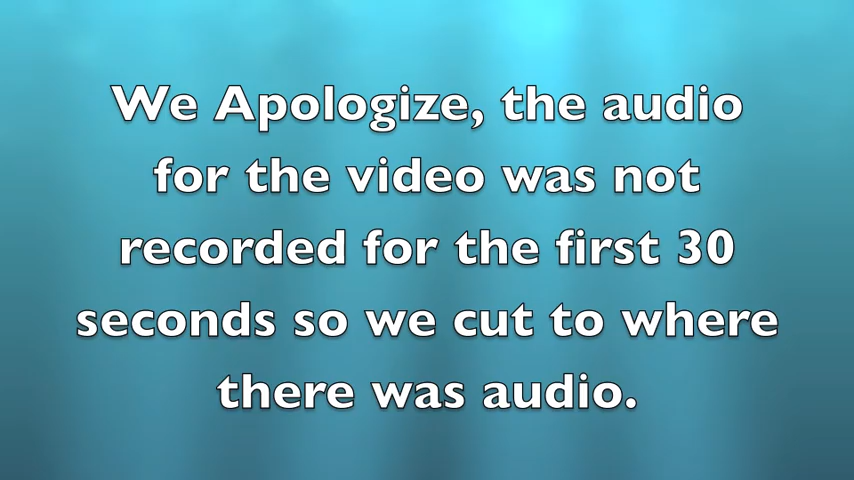 We Apologize, the audio
for the video was not
recorded for the first 30
seconds so we cut to where
there was audio.